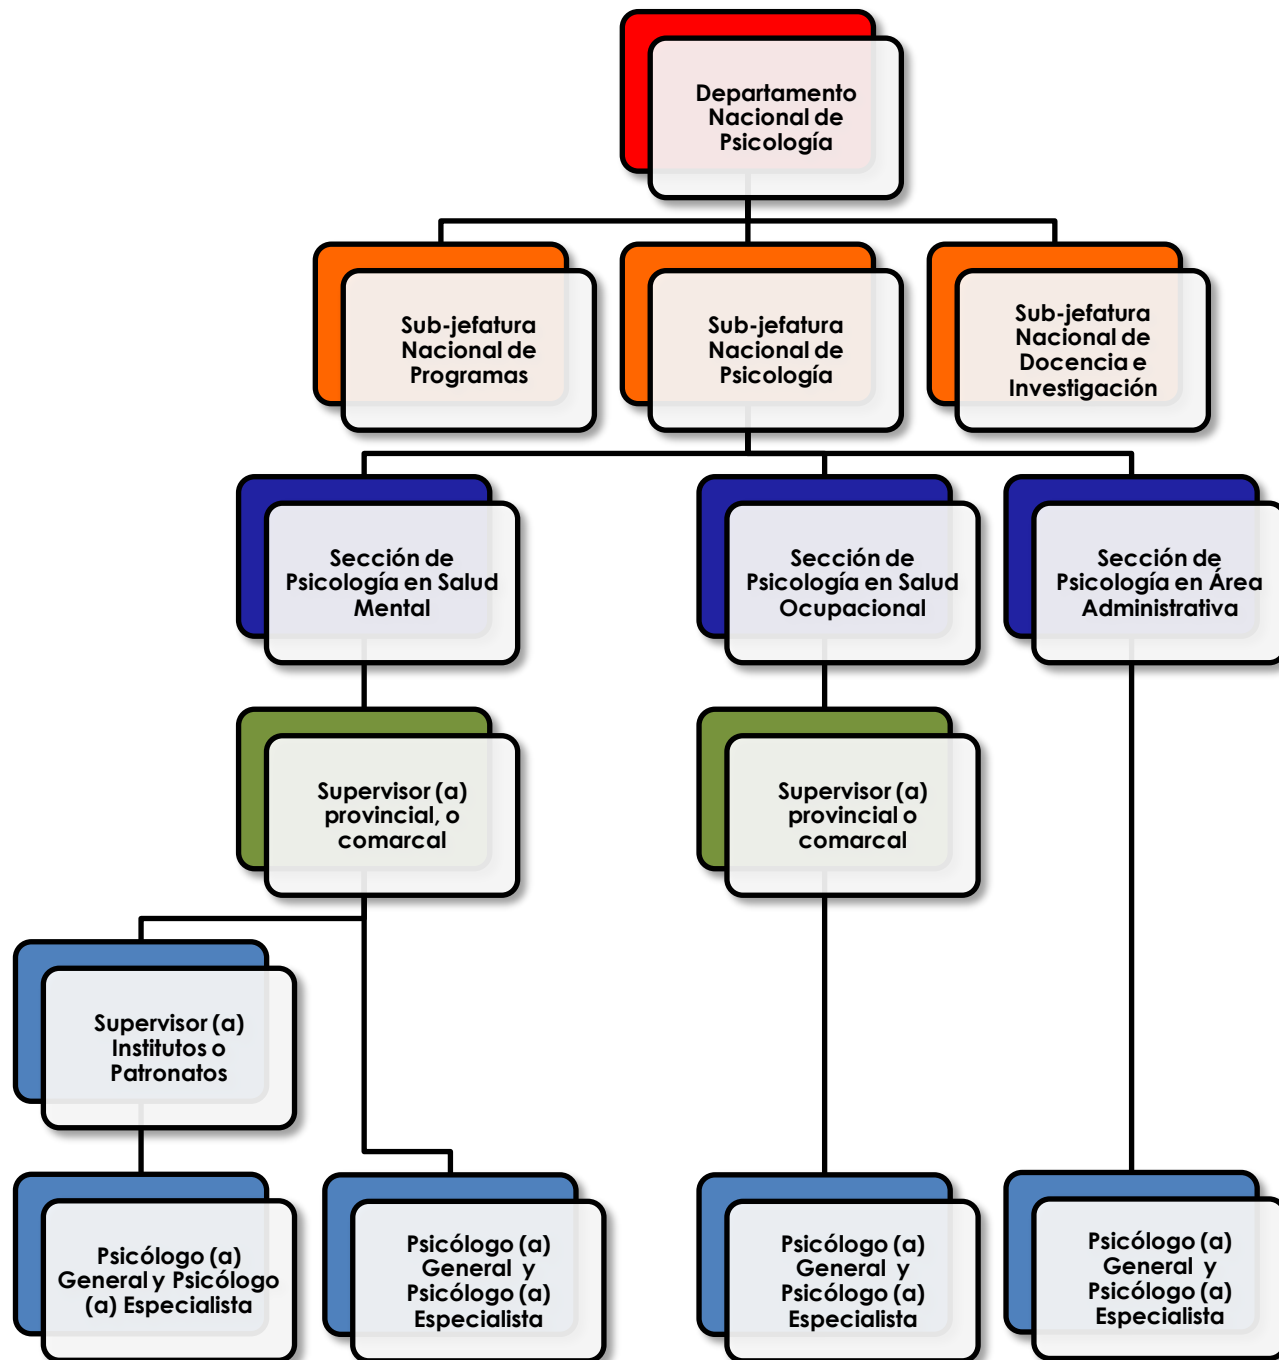 Departamento
Nacional de
Psicología
Sub-jefatura
Nacional de
Programas
Sub-jefatura
Nacional de
Psicología
Sub-jefatura
Nacional de
Docencia e
Investigación
Sección de
Psicología en Salud
Mental
Sección de
Psicología en Salud
Ocupacional
Sección de
Psicología en Área
Administrativa
Supervisor (a)
provincial, o
comarcal
Supervisor (a)
provincial o
comarcal
Supervisor (a)
Institutos o
Patronatos
Psicólogo (a)
General y Psicólogo
(a) Especialista
Psicólogo (a)
General y
Psicólogo (a)
Especialista
Psicólogo (a)
General y
Psicólogo (a)
Especialista
Psicólogo (a)
General y
Psicólogo (a)
Especialista